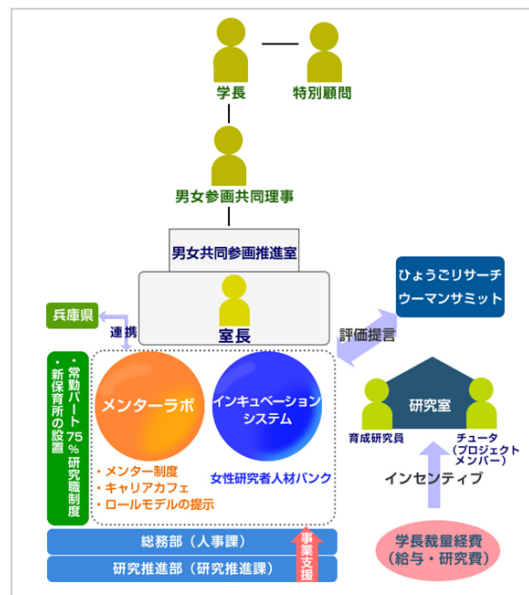 学長
特別顧問
男女参画共同理事
男女共同参画推進室
室長
兵庫県
連携
ひょうごリサーチ
ウーマンサミット
評価提言
・常勤パート75%研究職制度
・新保育所の設置
メンターラボ
インキュベーション
システム
・メンター制度
・キャリアカフェ
・ロールモデルの提示
女性研究者人材バンク
研究室
育成研究員
チュータ
(プロジェクト
メンバー)
インセンティブ
学長裁量経費
(給与・研究費)
総務部(人事課)
研究推進部(研究推進課)
事業支援